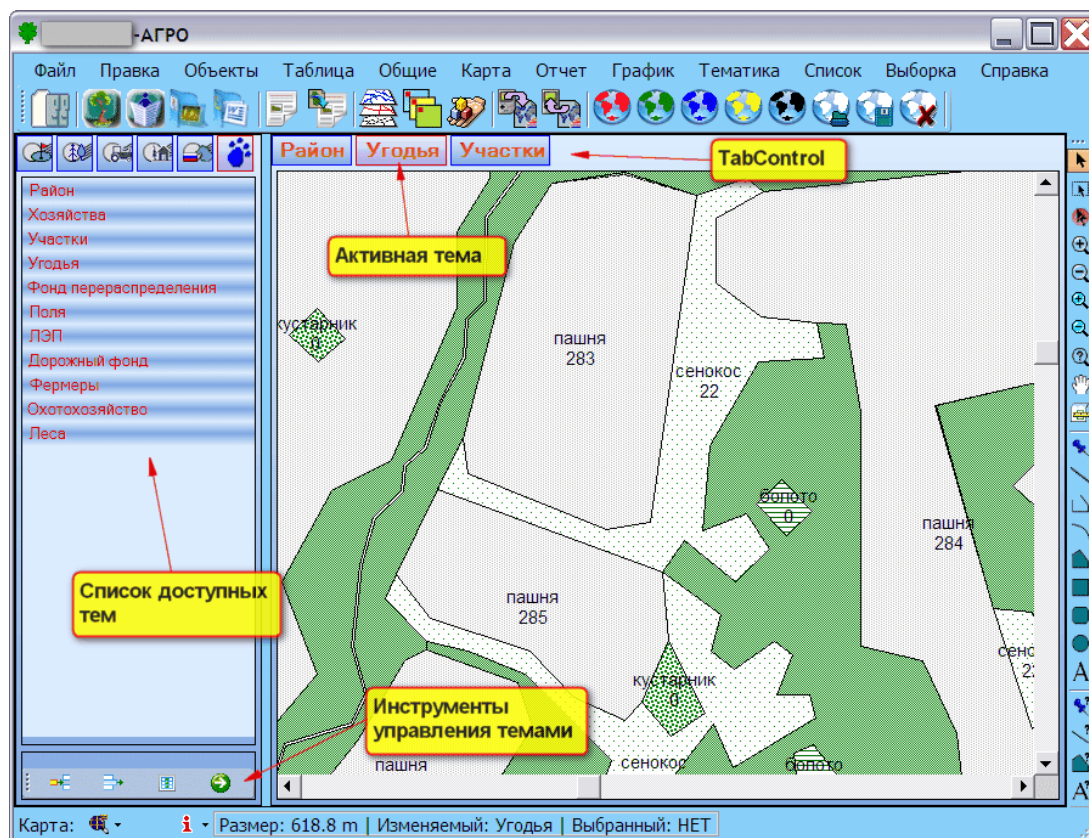 -АГРО
Файл Правка Объекты Таблица Общие Карта Отчет График Тематика Список Выборка Справка
Район Угодья Участки
TabControl
Район
Хозяйства
Участки
Угодья
Фонд перераспределения
Поля
ЛЭП
Дорожный фонд
Фермеры
Охотохозяйство
Леса
Активная тема
кустарник
0
пашня
283
сенокос
22
болото
0
пашня
284
Список доступных
тем
пашня
285
кустарник
0
Инструменты
управления темами
пашня
сенокос
болото
A
A
Карта: Размер: 618.8 m | Изменяемый: Угодья | Выбранный: НЕТ